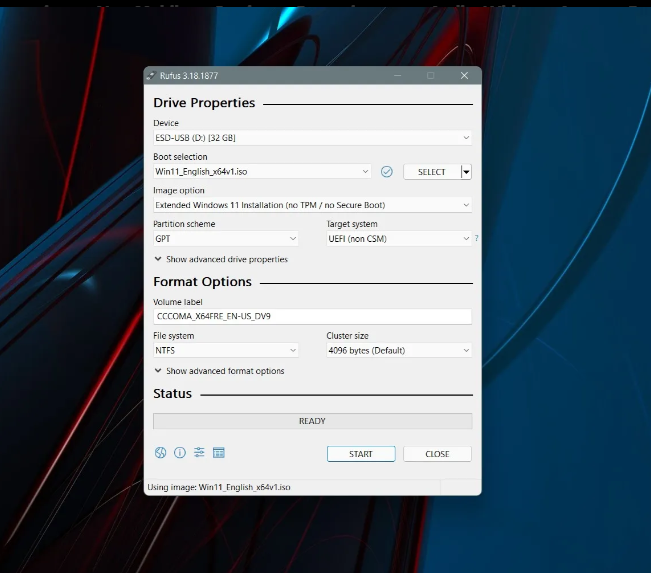 Rufus 3.18.1877
Drive Properties
Device
ESD-USB (D:) [32 GB]
Boot selection
Win11_English_x64v1.iso
SELECT
Image option
Extended Windows 11 Installation (no TPM / no Secure Boot)
Partition scheme
Target system
GPT
UEFI (non CSM)
?
Show advanced drive properties
Format Options
Volume label
CCCOMA_X64FRE_EN-US_DV9
File system
Cluster size
NTFS
4096 bytes (Default)
Show advanced format options
Status
READY
START
CLOSE
Using image: Win11_English_x64v1.iso